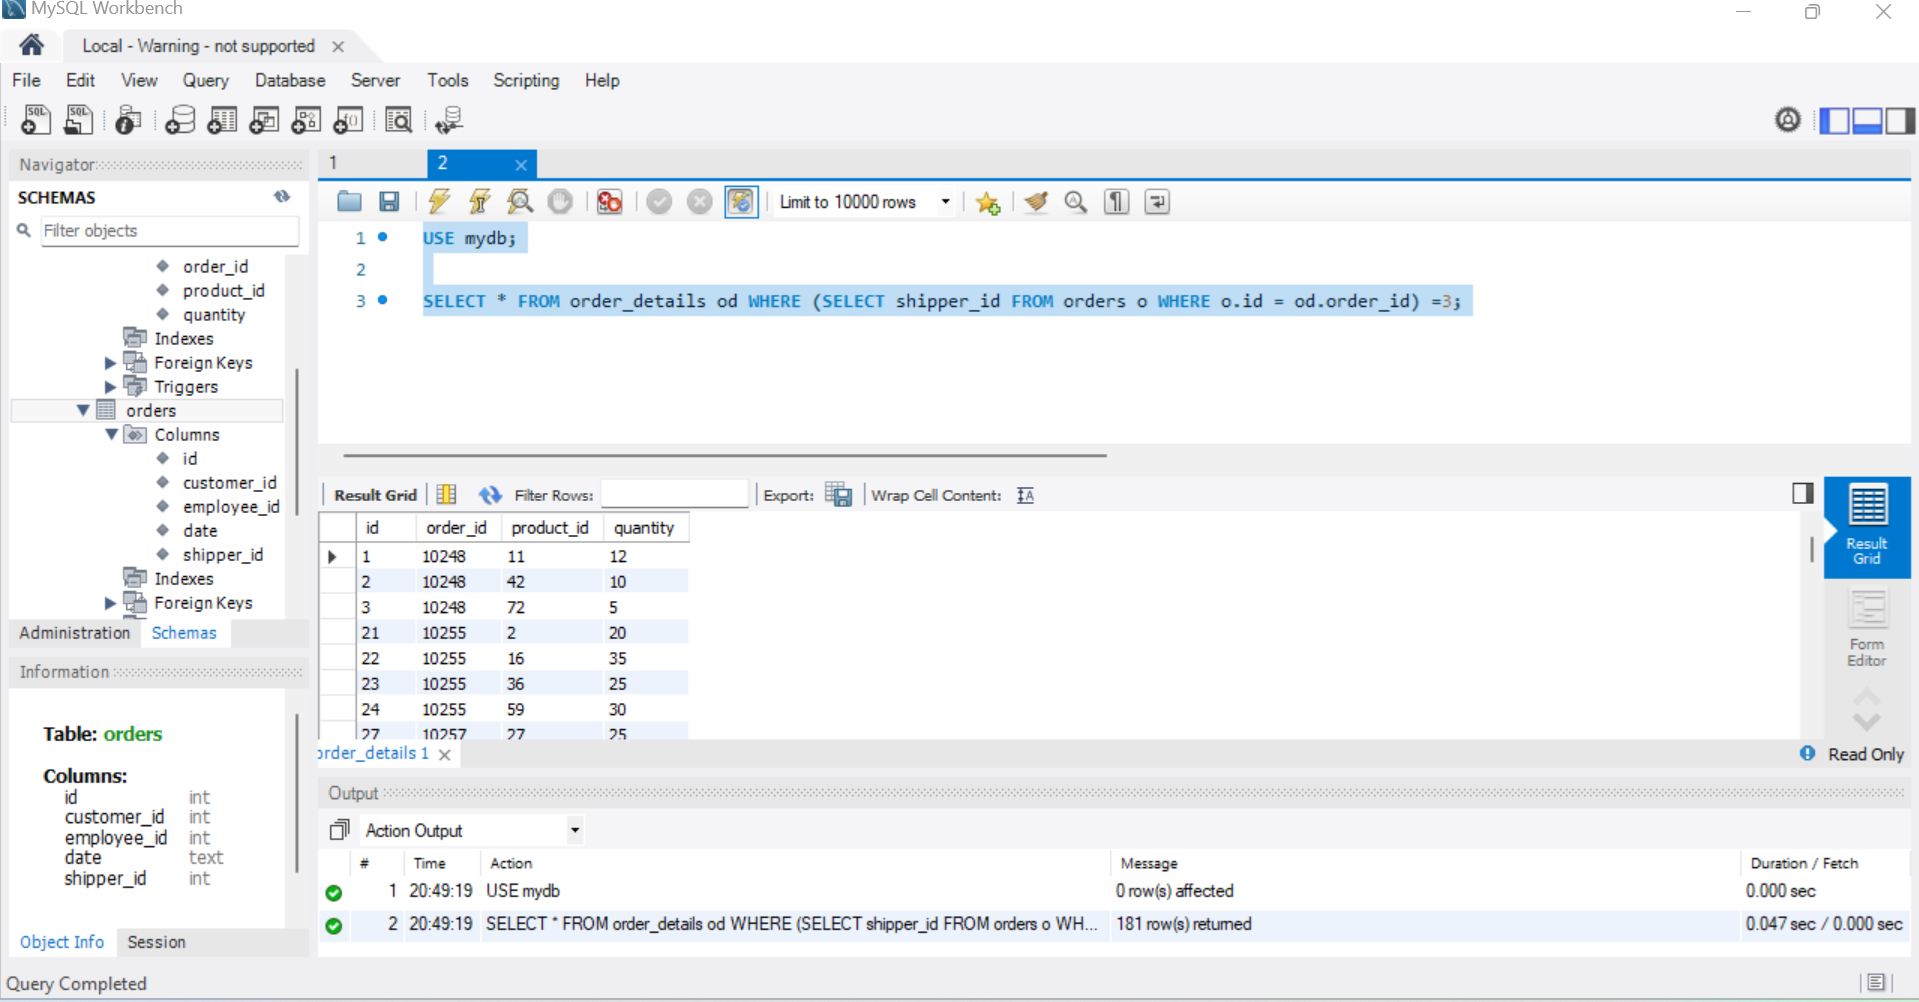 MySQL Workbench
Local - Warning - not supported
File Edit View Query Database Server Tools Scripting Help
Navigator
SCHEMAS
Filter objects
order_id
product_id
quantity
Indexes
Foreign Keys
Triggers
orders
Columns
id
customer_id
employee_id
date
shipper_id
Indexes
Foreign Keys
Administration Schemas
Information
Table: orders
Columns:
id int
customer_id int
employee_id int
date text
shipper_id int
Object Info Session
1 2
Limit to 10000 rows
1 USE mydb;
2
3 SELECT * FROM order_details od WHERE (SELECT shipper_id FROM orders o WHERE o.id = od.order_id) =3;
Result Grid Filter Rows: Export: Wrap Cell Content:
id order_id product_id quantity
1 10248 11 12
2 10248 42 10
3 10248 72 5
21 10255 2 20
22 10255 16 35
23 10255 36 25
24 10255 59 30
27 10257 27 25
Result
Grid
Form
Editor
order_details 1
Read Only
Output
Action Output
# Time Action Message Duration / Fetch
1 20:49:19 USE mydb 0 row(s) affected 0.000 sec
2 20:49:19 SELECT * FROM order_details od WHERE (SELECT shipper_id FROM orders o WH... 181 row(s) returned 0.047 sec / 0.000 sec
Query Completed